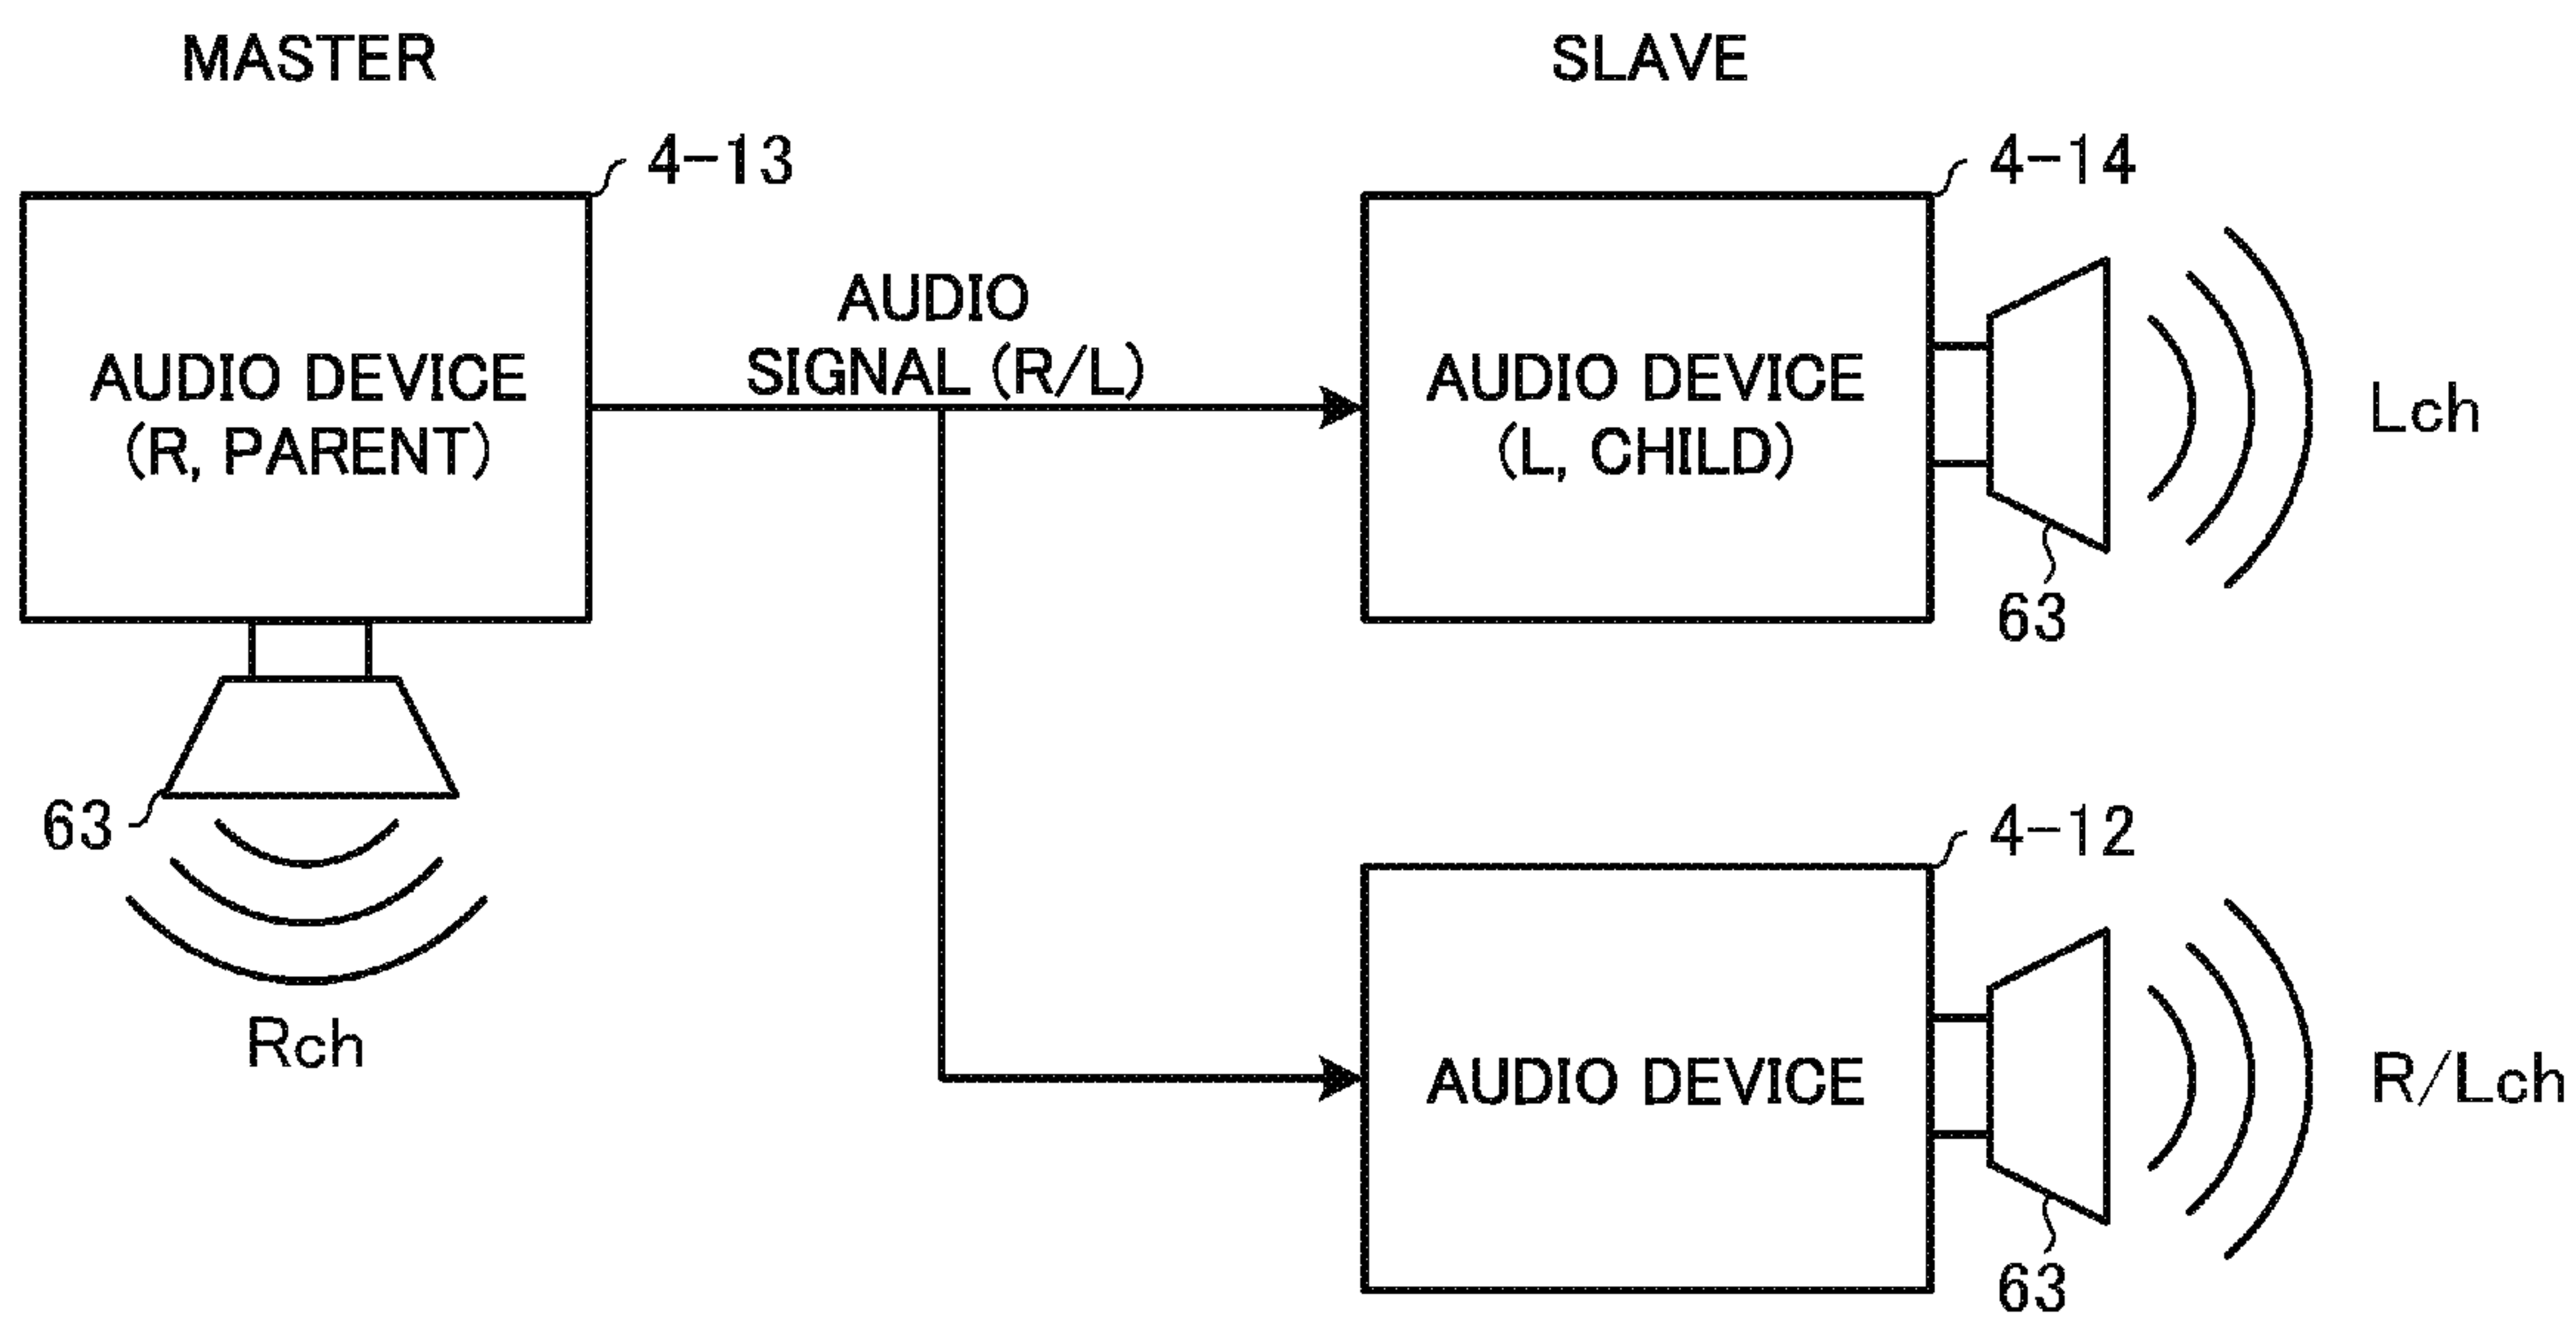 MASTER
SLAVE
4-13
4-14
AUDIO DEVICE
(R, PARENT)
AUDIO
SIGNAL (R/L)
AUDIO DEVICE
(L, CHILD)
Lch
63
63
Rch
4-12
AUDIO DEVICE
R/Lch
63